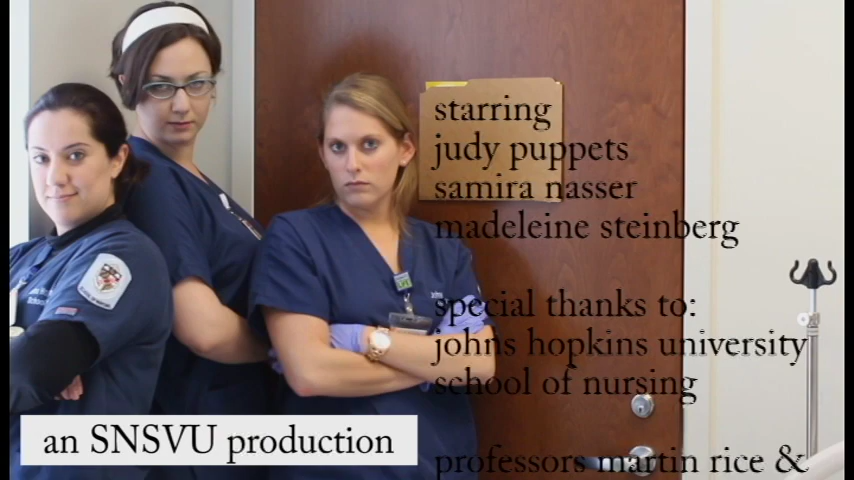 starring
judy puppets
samira nasser
madeleine steinberg
special thanks to:
johns hopkins university
school of nursing
professors martin rice &
an SNSVU production